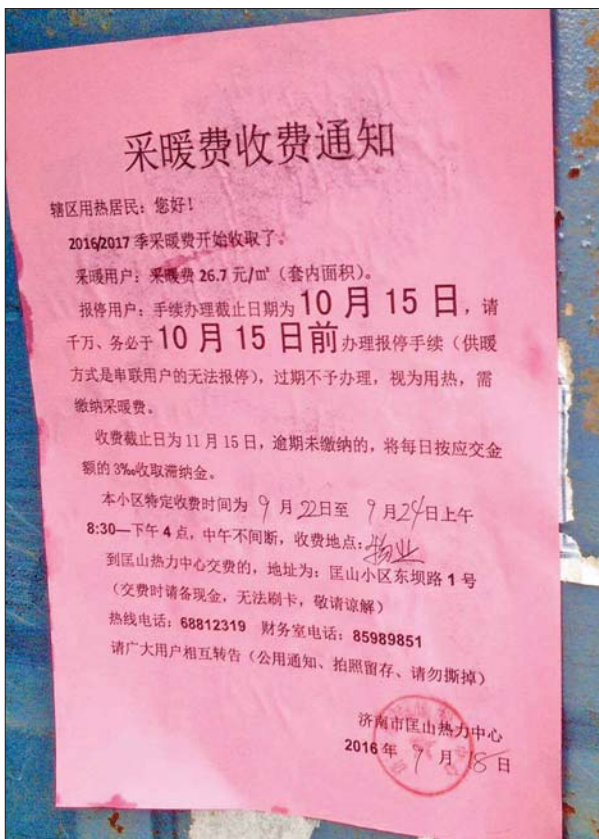 采暖费收费通知
辖区用热居民：您好！
2016/2017 季采暖费开始收取了。
采暖用户：采暖费 26.7 元/㎡（套内面积）。
报停用户：手续办理截止日期为 10 月 15 日，请
千万、务必于 10 月 15 日前 办理报停手续（供暖
方式是串联用户的无法报停），过期不予办理，视为用热，需
缴纳采暖费。
收费截止日为 11 月 15 日，逾期未缴纳的，将每日按应交金
额的 3‰收取滞纳金。
本小区特定收费时间为 9 月 22日至 9 月24日上午
8:30—下午 4 点，中午不间断，收费地点：物业
到匡山热力中心交费的，地址为：匡山小区东坝路 1 号
（交费时请备现金，无法刷卡，敬请谅解）
热线电话：68812319 财务室电话：85989851
请广大用户相互转告（公用通知、拍照留存、请勿撕掉）
济南市匡山热力中心
2016 年 9 月 18 日